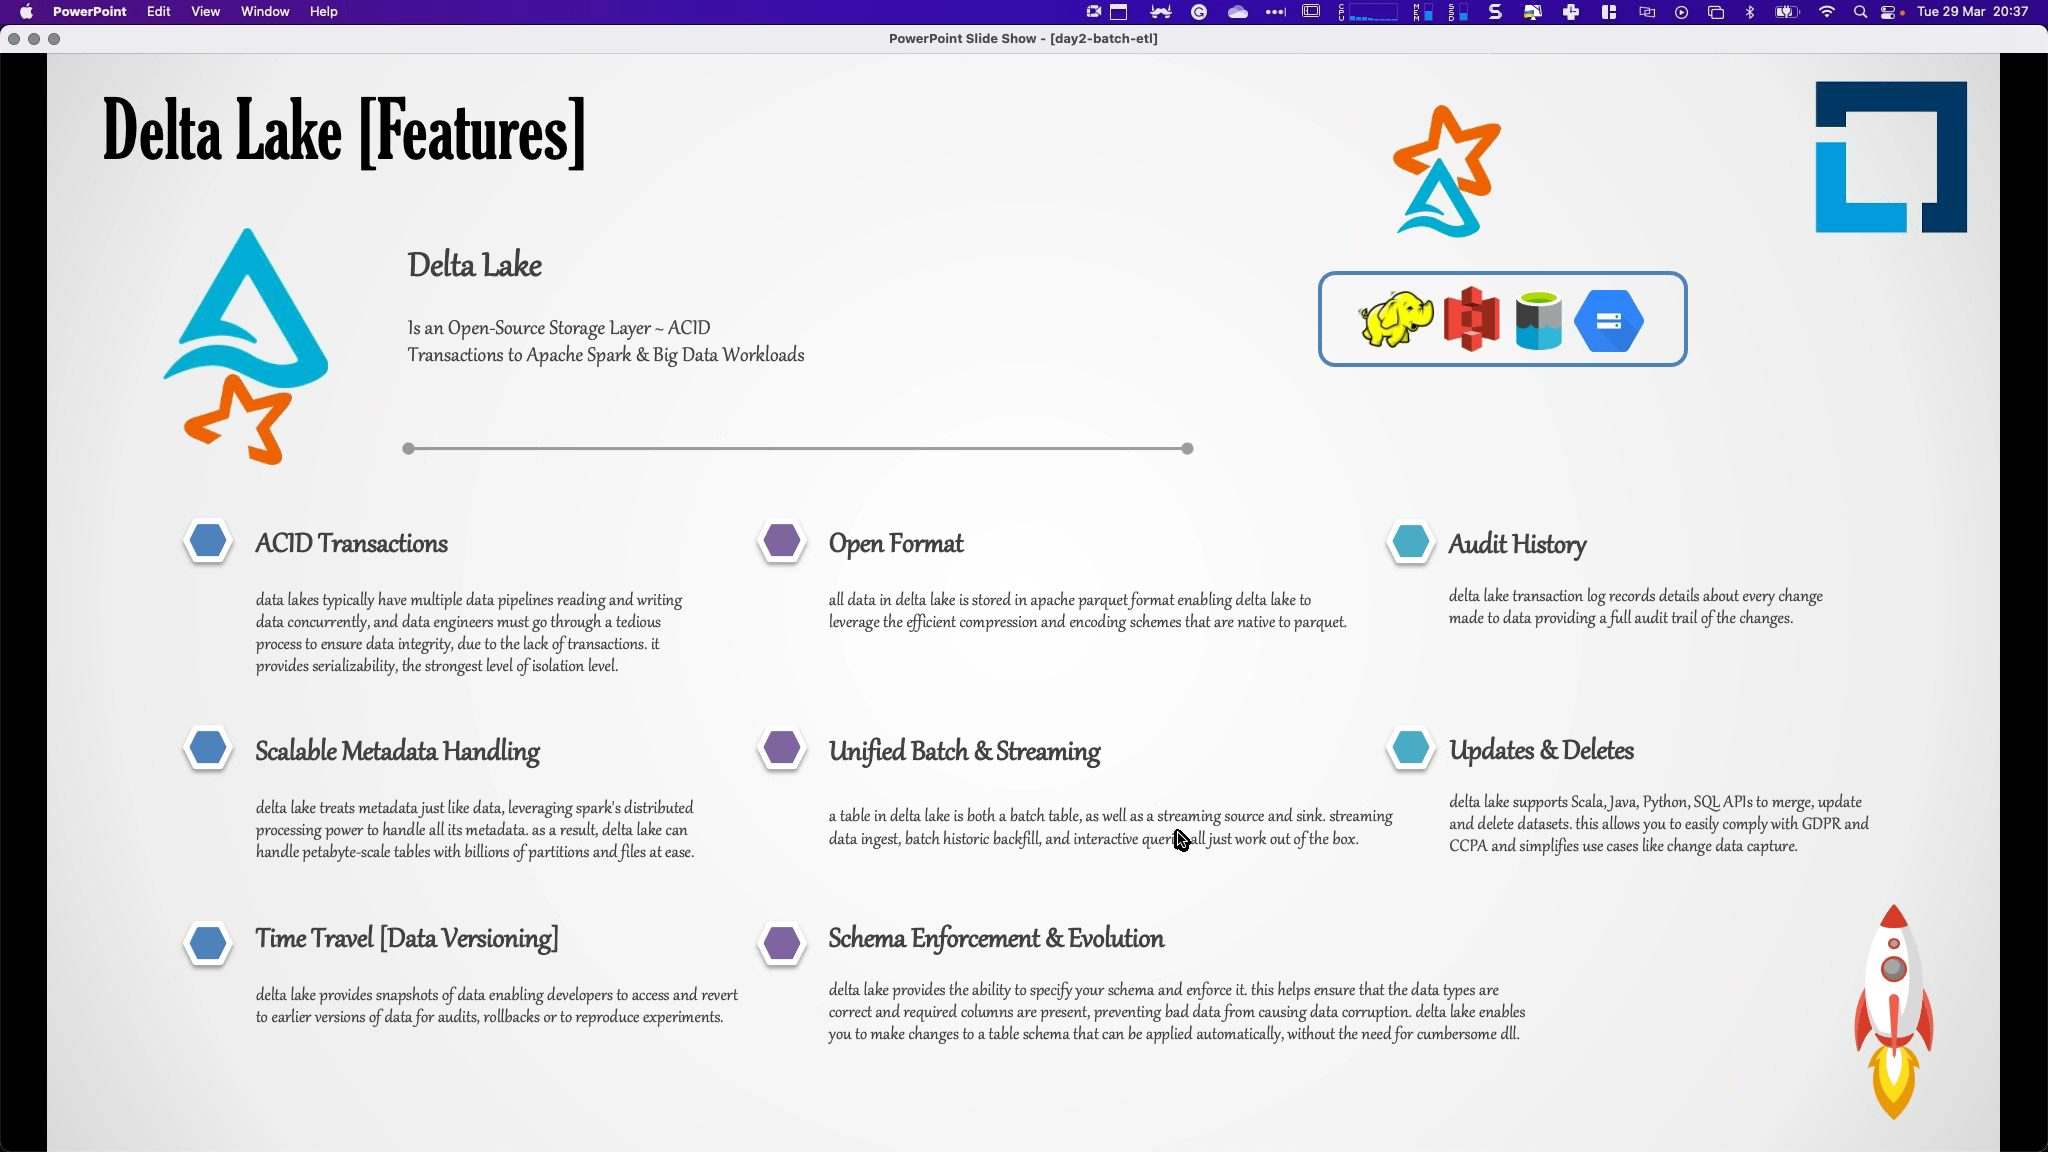 PowerPoint Edit View Window Help
Tue 29 Mar 20:37
PowerPoint Slide Show - [day2-batch-etl]
Delta Lake [Features]
Delta Lake
Is an Open-Source Storage Layer ~ ACID
Transactions to Apache Spark & Big Data Workloads
ACID Transactions
data lakes typically have multiple data pipelines reading and writing
data concurrently, and data engineers must go through a tedious
process to ensure data integrity, due to the lack of transactions. it
provides serializability, the strongest level of isolation level.
Open Format
all data in delta lake is stored in apache parquet format enabling delta lake to
leverage the efficient compression and encoding schemes that are native to parquet.
Audit History
delta lake transaction log records details about every change
made to data providing a full audit trail of the changes.
Scalable Metadata Handling
delta lake treats metadata just like data, leveraging spark's distributed
processing power to handle all its metadata. as a result, delta lake can
handle petabyte-scale tables with billions of partitions and files at ease.
Unified Batch & Streaming
a table in delta lake is both a batch table, as well as a streaming source and sink. streaming
data ingest, batch historic backfill, and interactive all just work out of the box.
Updates & Deletes
delta lake supports Scala, Java, Python, SQL APIs to merge, update
and delete datasets. this allows you to easily comply with GDPR and
CCPA and simplifies use cases like change data capture.
Time Travel [Data Versioning]
delta lake provides snapshots of data enabling developers to access and revert
to earlier versions of data for audits, rollbacks or to reproduce experiments.
Schema Enforcement & Evolution
delta lake provides the ability to specify your schema and enforce it. this helps ensure that the data types are
correct and required columns are present, preventing bad data from causing data corruption. delta lake enables
you to make changes to a table schema that can be applied automatically, without the need for cumbersome dll.